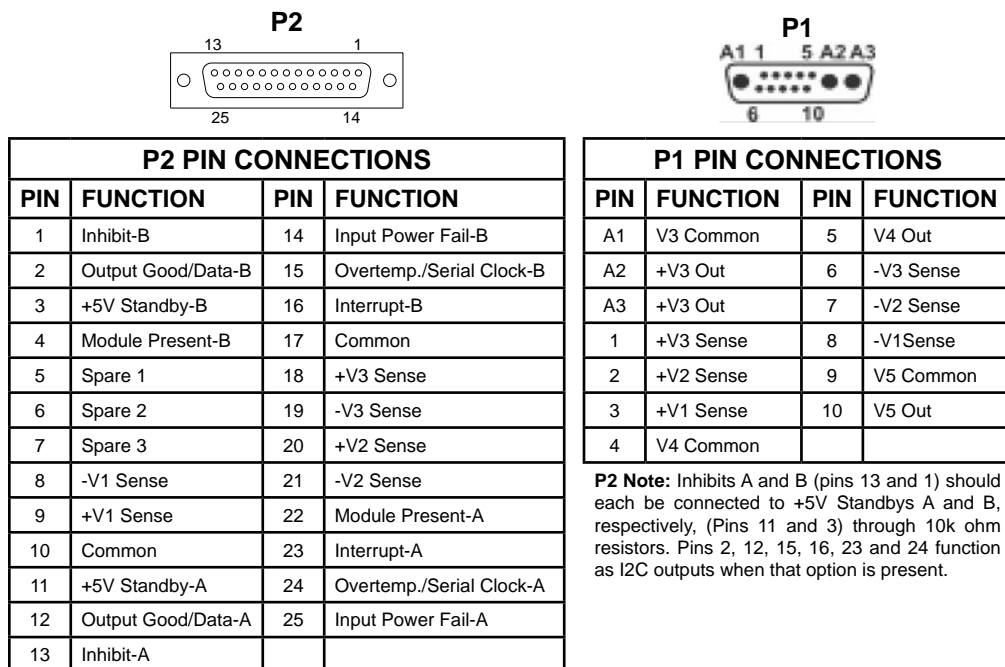 P2
13 1
25 14
P2 PIN CONNECTIONS
PIN FUNCTION PIN FUNCTION
1 Inhibit-B 14 Input Power Fail-B
2 Output Good/Data-B 15 Overtemp./Serial Clock-B
3 +5V Standby-B 16 Interrupt-B
4 Module Present-B 17 Common
5 Spare 1 18 +V3 Sense
6 Spare 2 19 -V3 Sense
7 Spare 3 20 +V2 Sense
8 -V1 Sense 21 -V2 Sense
9 +V1 Sense 22 Module Present-A
10 Common 23 Interrupt-A
11 +5V Standby-A 24 Overtemp./Serial Clock-A
12 Output Good/Data-A 25 Input Power Fail-A
13 Inhibit-A
P1
A1 1 5 A2 A3
6 10
P1 PIN CONNECTIONS
PIN FUNCTION PIN FUNCTION
A1 V3 Common 5 V4 Out
A2 +V3 Out 6 -V3 Sense
A3 +V3 Out 7 -V2 Sense
1 +V3 Sense 8 -V1Sense
2 +V2 Sense 9 V5 Common
3 +V1 Sense 10 V5 Out
4 V4 Common
P2 Note: Inhibits A and B (pins 13 and 1) should
each be connected to +5V Standbys A and B,
respectively, (Pins 11 and 3) through 10k ohm
resistors. Pins 2, 12, 15, 16, 23 and 24 function
as I2C outputs when that option is present.